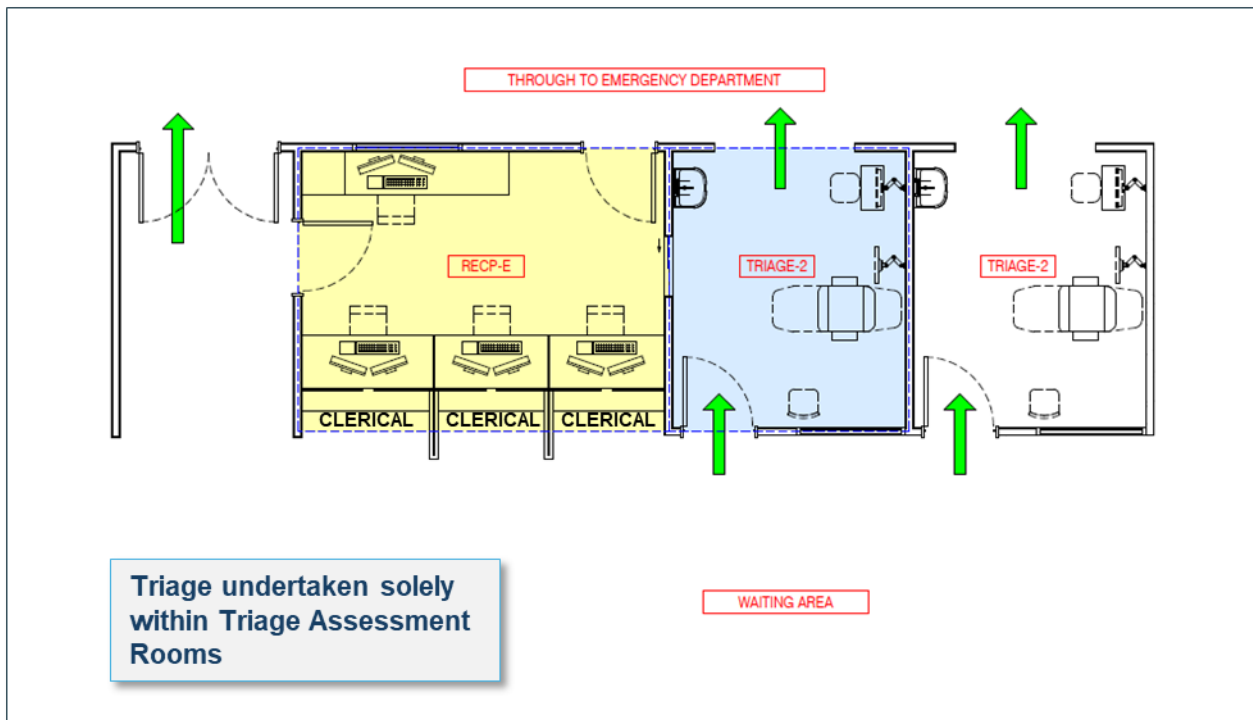 THROUGH TO EMERGENCY DEPARTMENT
RECP-E
TRIAGE-2
TRIAGE-2
CLERICAL
CLERICAL
CLERICAL
Triage undertaken solely
within Triage Assessment
Rooms
WAITING AREA